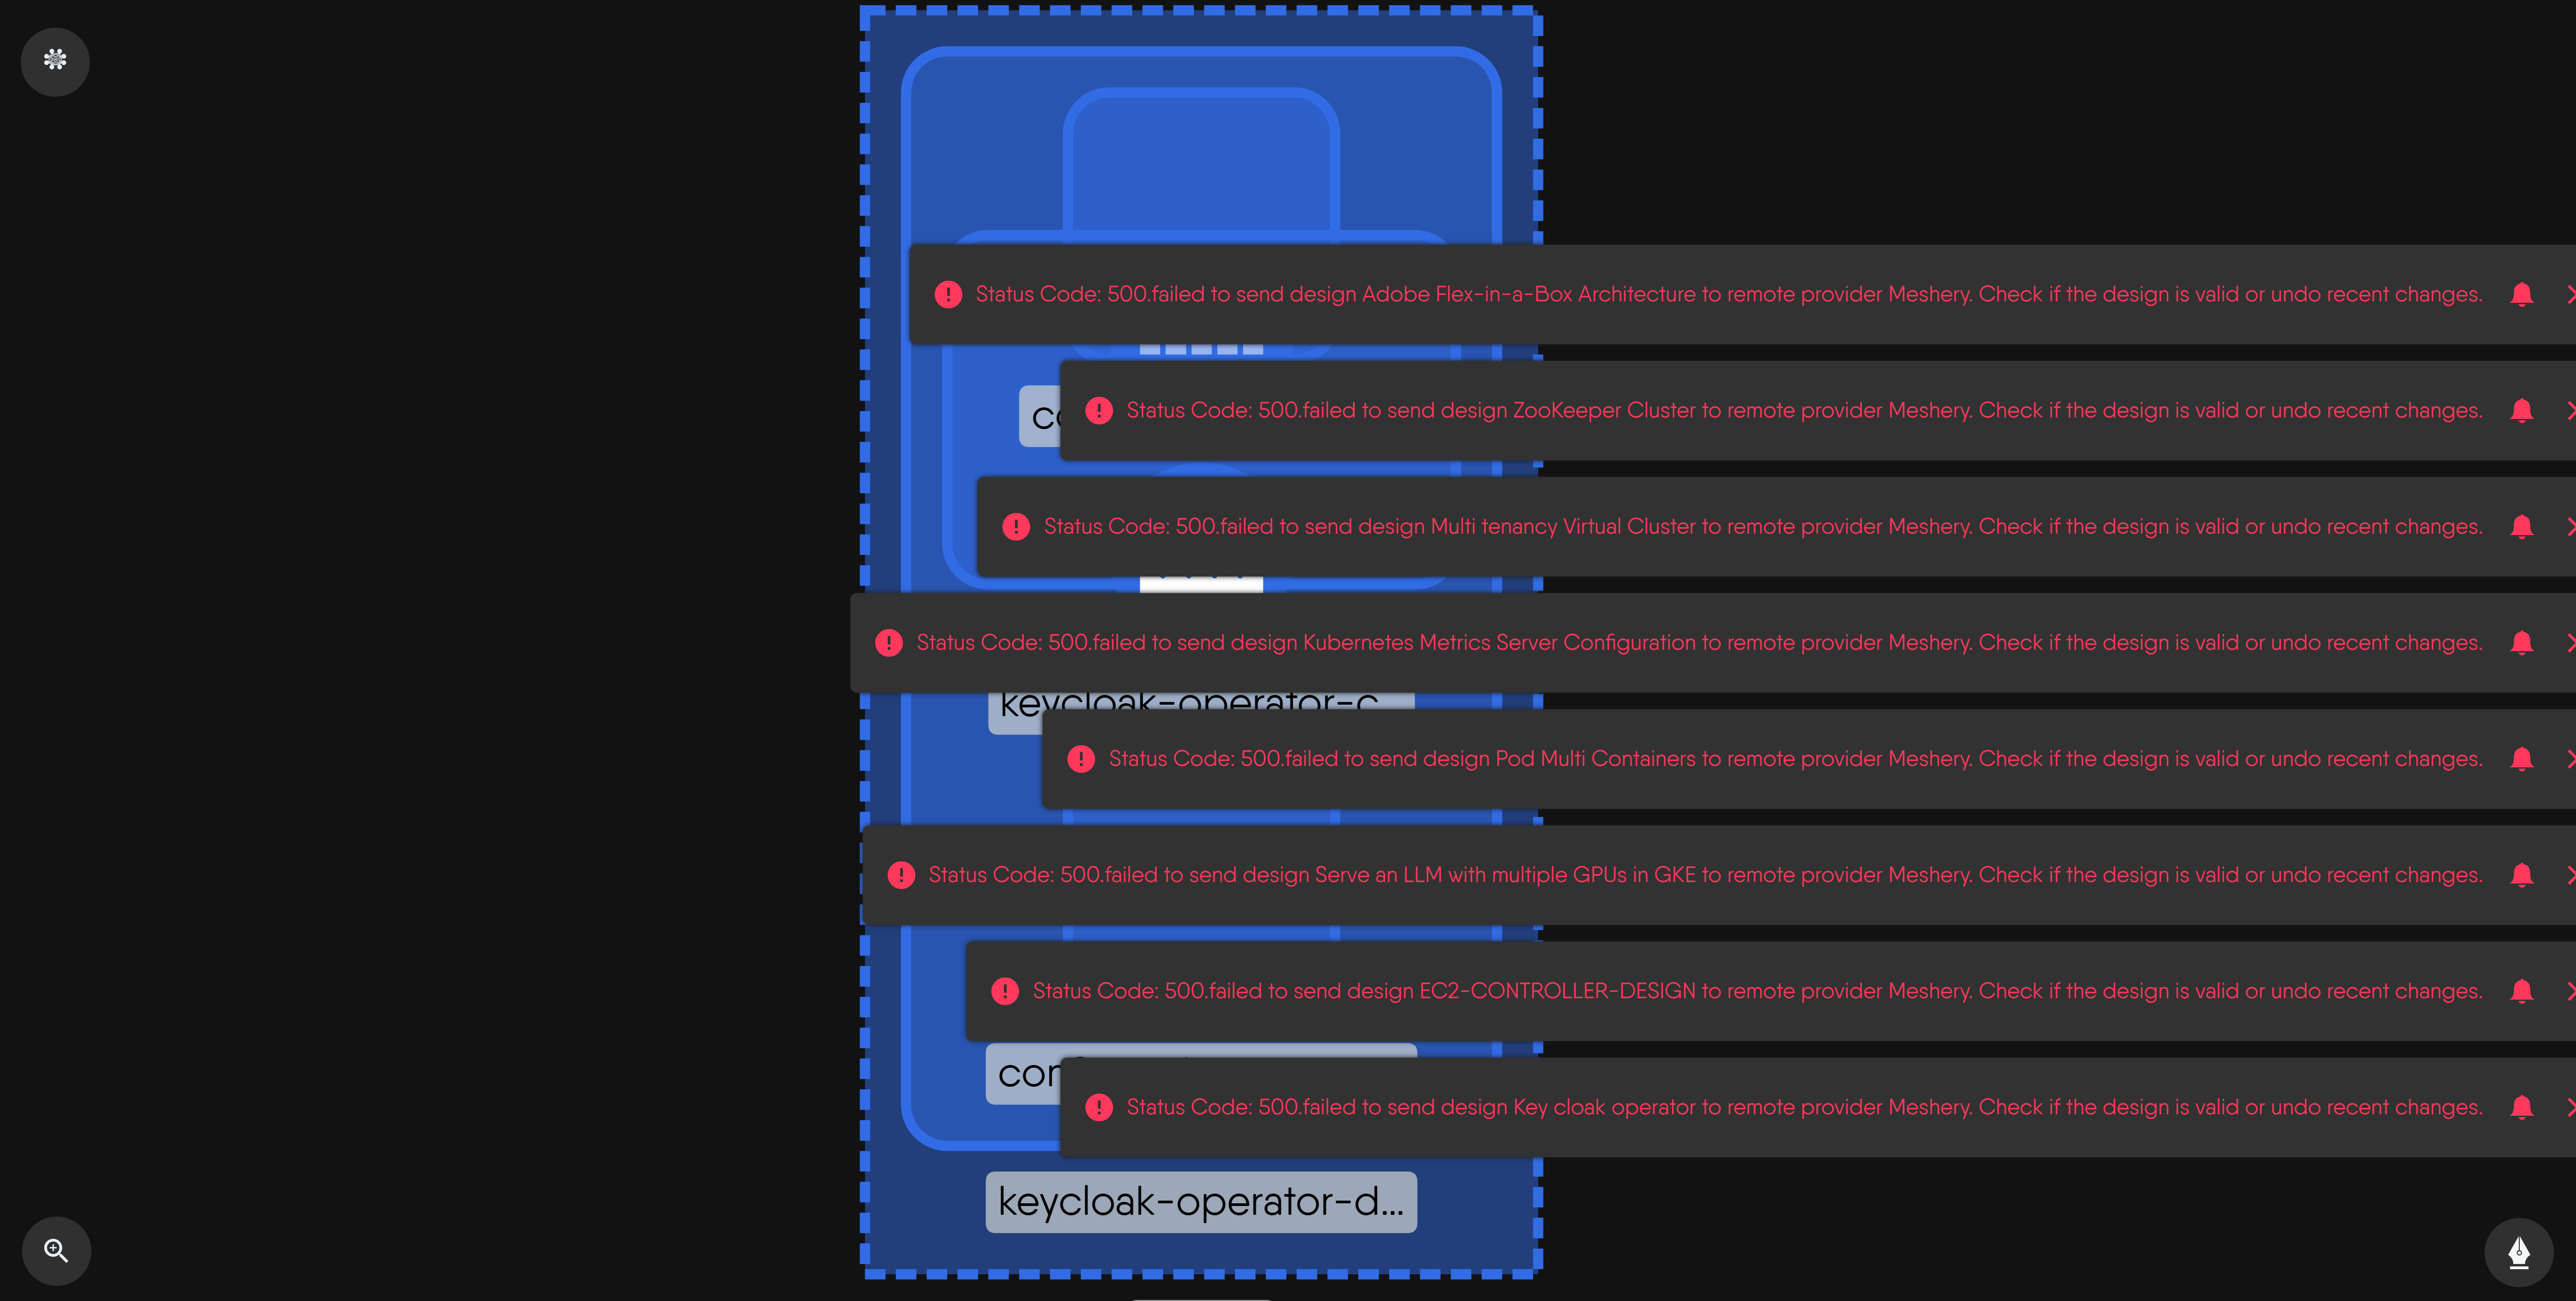 Status Code: 500.failed to send design Adobe Flex-in-a-Box Architecture to remote provider Meshery. Check if the design is valid or undo recent changes.
Status Code: 500.failed to send design ZooKeeper Cluster to remote provider Meshery. Check if the design is valid or undo recent changes.
Status Code: 500.failed to send design Multi tenancy Virtual Cluster to remote provider Meshery. Check if the design is valid or undo recent changes.
Status Code: 500.failed to send design Kubernetes Metrics Server Configuration to remote provider Meshery. Check if the design is valid or undo recent changes.
keycloak-operator-c
Status Code: 500.failed to send design Pod Multi Containers to remote provider Meshery. Check if the design is valid or undo recent changes.
Status Code: 500.failed to send design Serve an LLM with multiple GPUs in GKE to remote provider Meshery. Check if the design is valid or undo recent changes.
Status Code: 500.failed to send design EC2-CONTROLLER-DESIGN to remote provider Meshery. Check if the design is valid or undo recent changes.
Status Code: 500.failed to send design Key cloak operator to remote provider Meshery. Check if the design is valid or undo recent changes.
keycloak-operator-d...